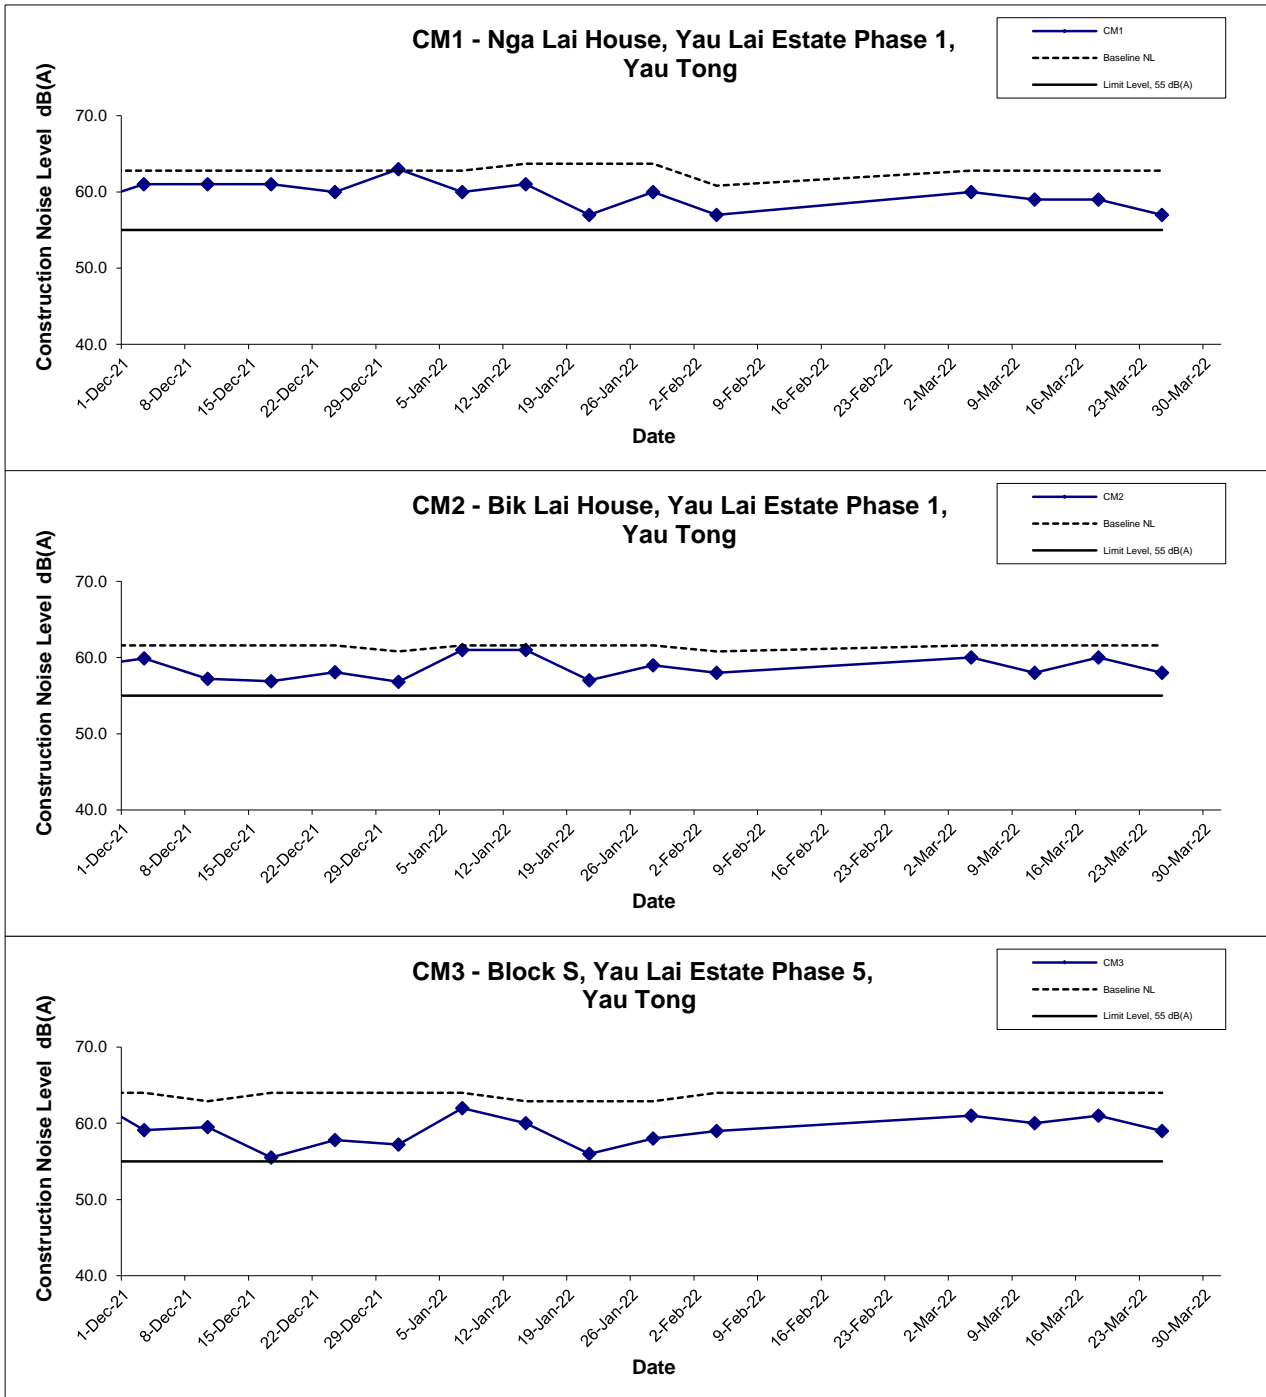 CM1 - Nga Lai House, Yau Lai Estate Phase 1,
Yau Tong
CM1
Baseline NL
Limit Level, 55 dB(A)
Construction Noise Level dB(A)
70.0
60.0
50.0
40.0
1-Dec-21
8-Dec-21
15-Dec-21
22-Dec-21
29-Dec-21
5-Jan-22
12-Jan-22
19-Jan-22
26-Jan-22
2-Feb-22
9-Feb-22
16-Feb-22
23-Feb-22
2-Mar-22
9-Mar-22
16-Mar-22
23-Mar-22
30-Mar-22
Date
CM2 - Bik Lai House, Yau Lai Estate Phase 1,
Yau Tong
CM2
Baseline NL
Limit Level, 55 dB(A)
Construction Noise Level dB(A)
70.0
60.0
50.0
40.0
1-Dec-21
8-Dec-21
15-Dec-21
22-Dec-21
29-Dec-21
5-Jan-22
12-Jan-22
19-Jan-22
26-Jan-22
2-Feb-22
9-Feb-22
16-Feb-22
23-Feb-22
2-Mar-22
9-Mar-22
16-Mar-22
23-Mar-22
30-Mar-22
Date
CM3 - Block S, Yau Lai Estate Phase 5,
Yau Tong
CM3
Baseline NL
Limit Level, 55 dB(A)
Construction Noise Level dB(A)
70.0
60.0
50.0
40.0
1-Dec-21
8-Dec-21
15-Dec-21
22-Dec-21
29-Dec-21
5-Jan-22
12-Jan-22
19-Jan-22
26-Jan-22
2-Feb-22
9-Feb-22
16-Feb-22
23-Feb-22
2-Mar-22
9-Mar-22
16-Mar-22
23-Mar-22
30-Mar-22
Date